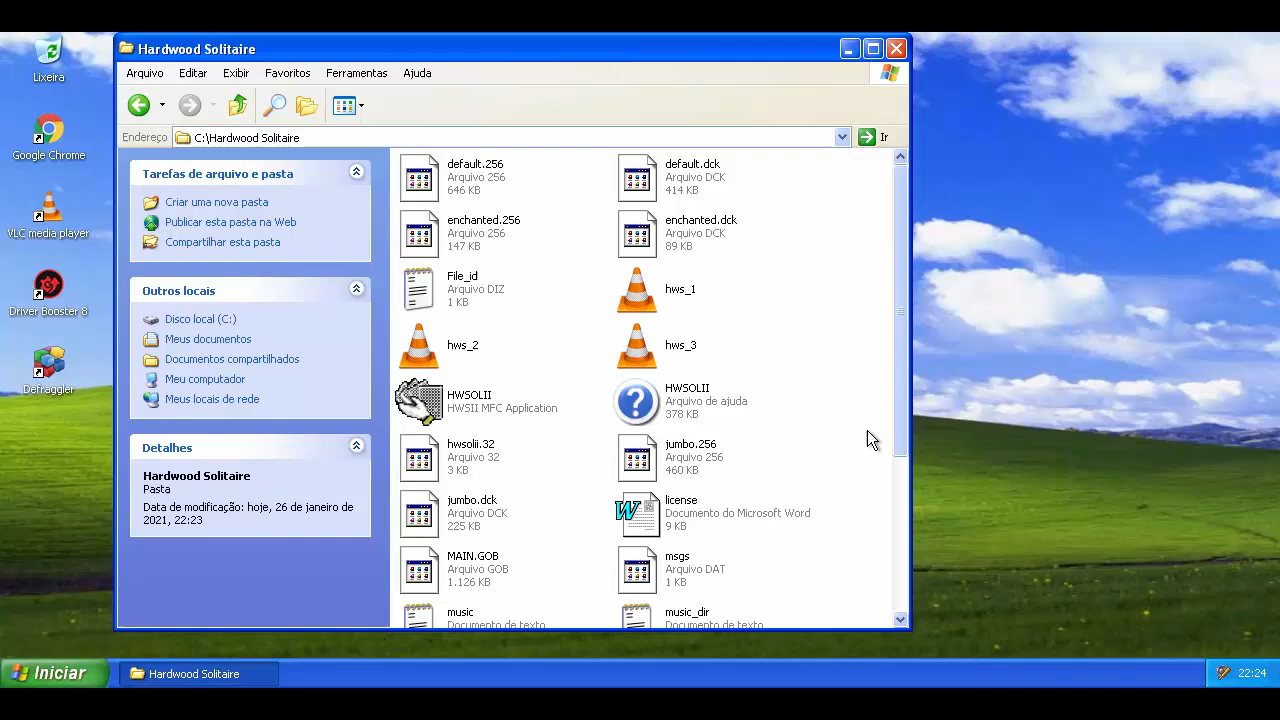 Lixeira
Google Chrome
VLC media player
Driver Booster 8
Defraggler
Hardwood Solitaire
Arquivo Editar Exibir Favoritos Ferramentas Ajuda
Endereço C:\Hardwood Solitaire Ir
Tarefas de arquivo e pasta
Criar uma nova pasta
Publicar esta pasta na Web
Compartilhar esta pasta
Outros locais
Disco local (C:)
Meus documentos
Documentos compartilhados
Meu computador
Meus locais de rede
Detalhes
Hardwood Solitaire
Pasta
Data de modificação: hoje, 26 de janeiro de
2021, 22:23
default.256
Arquivo 256
646 KB
default.dck
Arquivo DCK
414 KB
enchanted.256
Arquivo 256
147 KB
enchanted.dck
Arquivo DCK
89 KB
File_id
Arquivo DIZ
1 KB
hws_1
hws_2
hws_3
HWSOLII
HWSII MFC Application
HWSOLII
Arquivo de ajuda
378 KB
hwsolii.32
Arquivo 32
3 KB
jumbo.256
Arquivo 256
460 KB
jumbo.dck
Arquivo DCK
225 KB
license
Documento do Microsoft Word
9 KB
MAIN.GOB
Arquivo GOB
1.126 KB
msgs
Arquivo DAT
1 KB
music
Documento de texto
music_dir
Documento de texto
Iniciar
Hardwood Solitaire
22:24